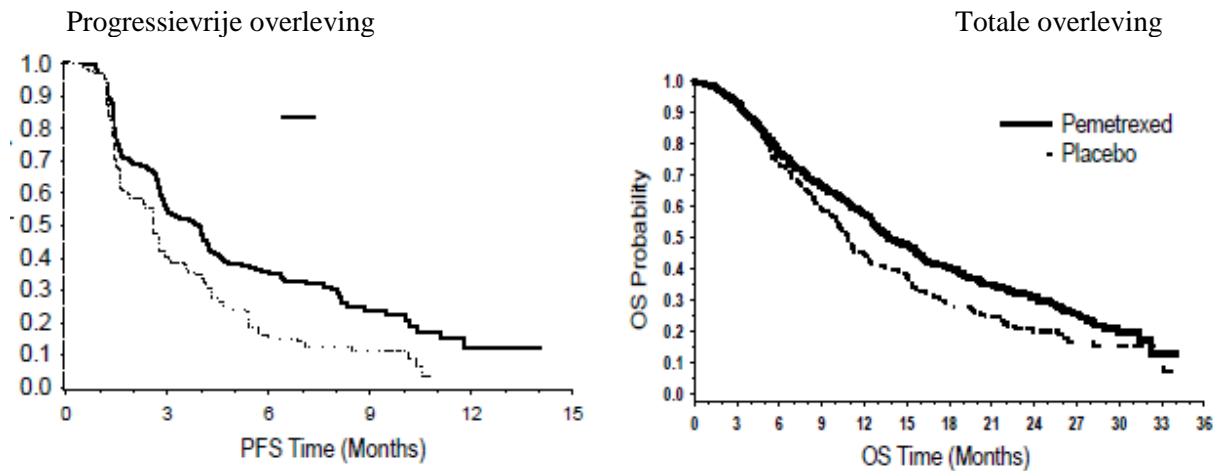 Progressievrije overleving
Totale overleving
1.0
0.9
0.8
0.7
0.6
0.5
0.4
0.3
0.2
0.1
0.0
0 3 6 9 12 15
PFS Time (Months)
OS Probability
1.0
0.9
0.8
0.7
0.6
0.5
0.4
0.3
0.2
0.1
0.0
Pemetrexed
Placebo
0 3 6 9 12 15 18 21 24 27 30 33 36
OS Time (Months)